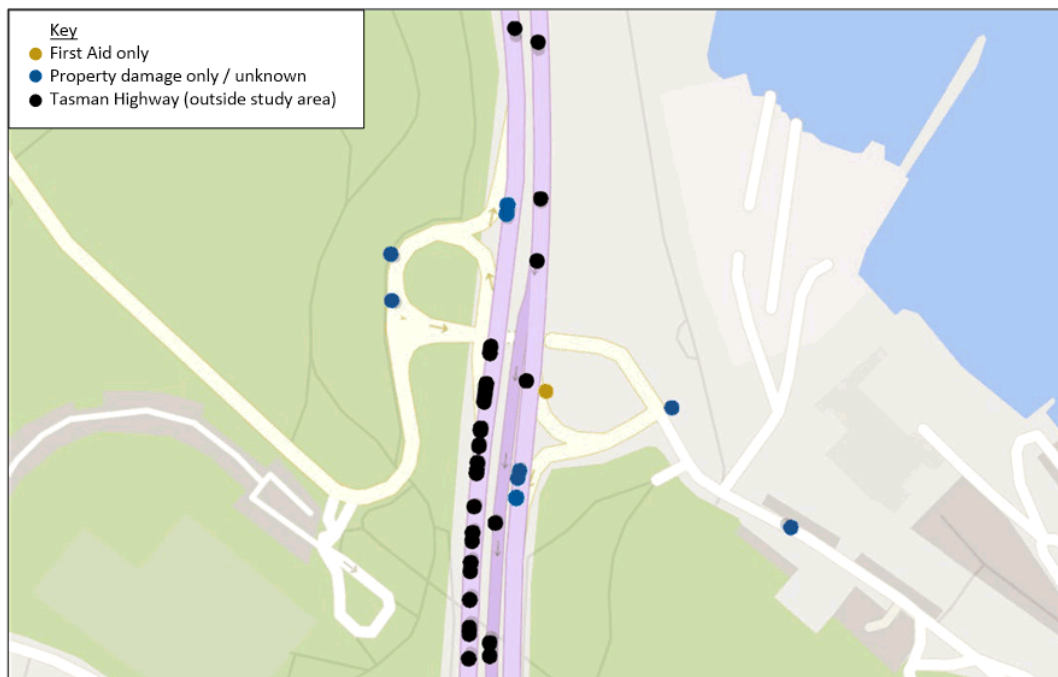 Key
First Aid only
Property damage only / unknown
Tasman Highway (outside study area)